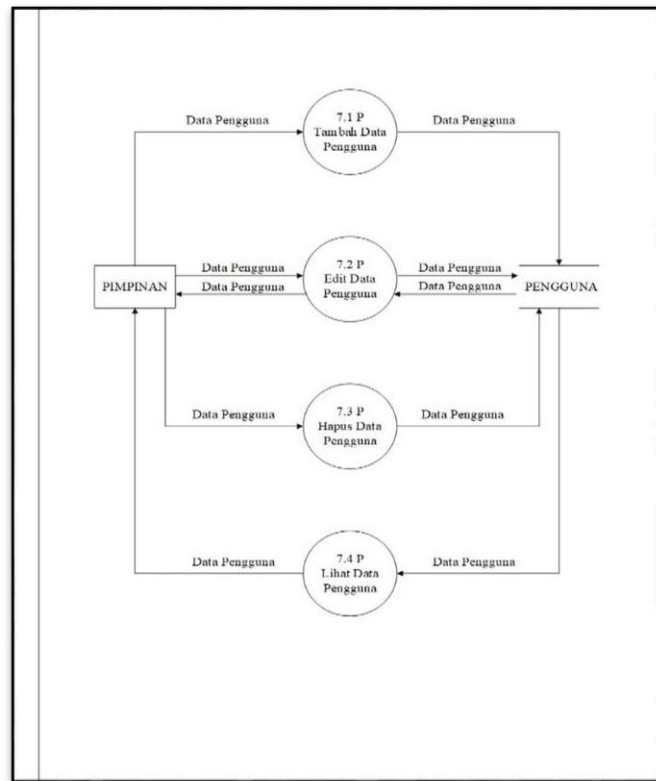 7.1 P
Tambah Data
Pengguna
Data Pengguna
Data Pengguna
7.2 P
Edit Data
Pengguna
Data Pengguna
Data Pengguna
Data Pengguna
Data Pengguna
PIMPINAN
PENGGUNA
7.3 P
Hapus Data
Pengguna
Data Pengguna
Data Pengguna
7.4 P
Lihat Data
Pengguna
Data Pengguna
Data Pengguna